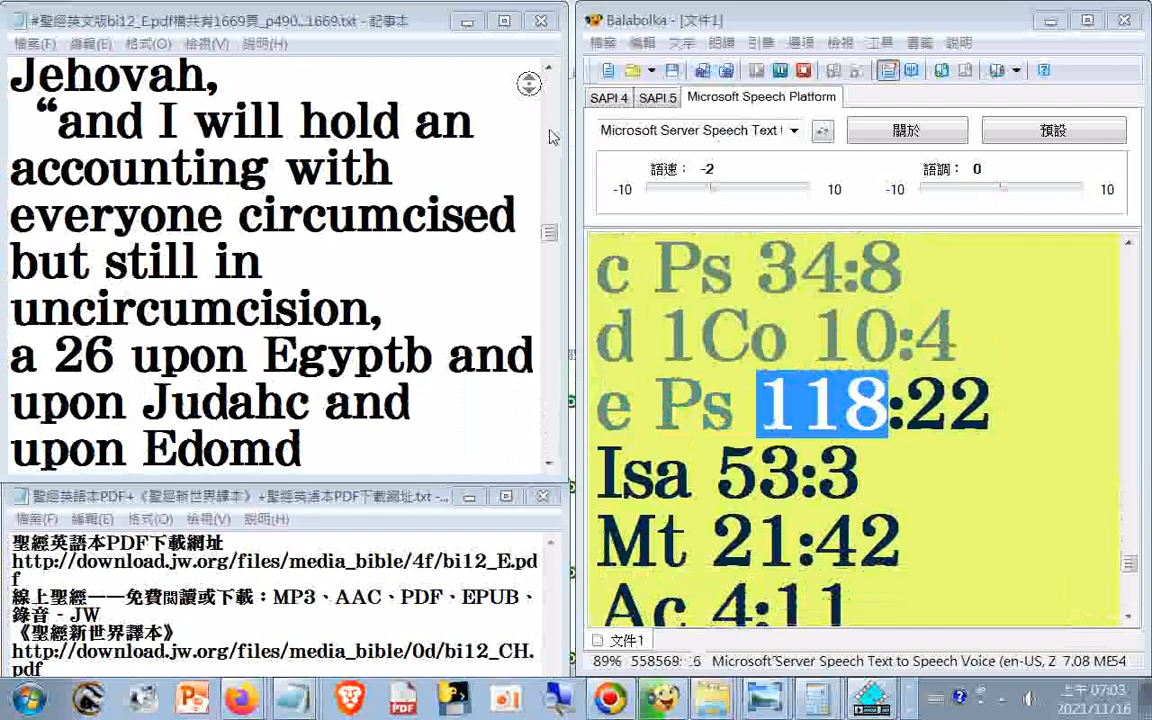 #聖經英文版bi12_E.pdf檔共有1669頁_p490...1669.txt - 記事本
檔案(F) 編輯(E) 格式(O) 檢視(V) 說明(H)
Jehovah,
“and I will hold an
accounting with
everyone circumcised
but still in
uncircumcision,
a 26 upon Egyptb and
upon Judahc and
upon Edomd
聖經英語本PDF+《聖經新世界譯本》+聖經英語本PDF下載網址.txt - ...
檔案(F) 編輯(E) 格式(O) 檢視(V) 說明(H)
聖經英語本PDF下載網址
http://download.jw.org/files/media_bible/4f/bi12_E.pd
f
線上聖經——免費閱讀或下載：MP3、AAC、PDF、EPUB、
錄音 - JW
《聖經新世界譯本》
http://download.jw.org/files/media_bible/0d/bi12_CH.
pdf
Balabolka - [文件1]
檔案 編輯 文字 朗讀 引擎 選項 檢視 工具 書籤 說明
SAPI 4 SAPI 5 Microsoft Speech Platform
Microsoft Server Speech Text 關於 預設
語速： -2 語調： 0
-10 10 -10 10
c Ps 34:8
d 1Co 10:4
e Ps 118:22
Isa 53:3
Mt 21:42
Ac 4:11
文件1
89% 558569: Microsoft Server Speech Text to Speech Voice (en-US, Z 7.08 ME54
PDF
上午 07:03
2021/11/16